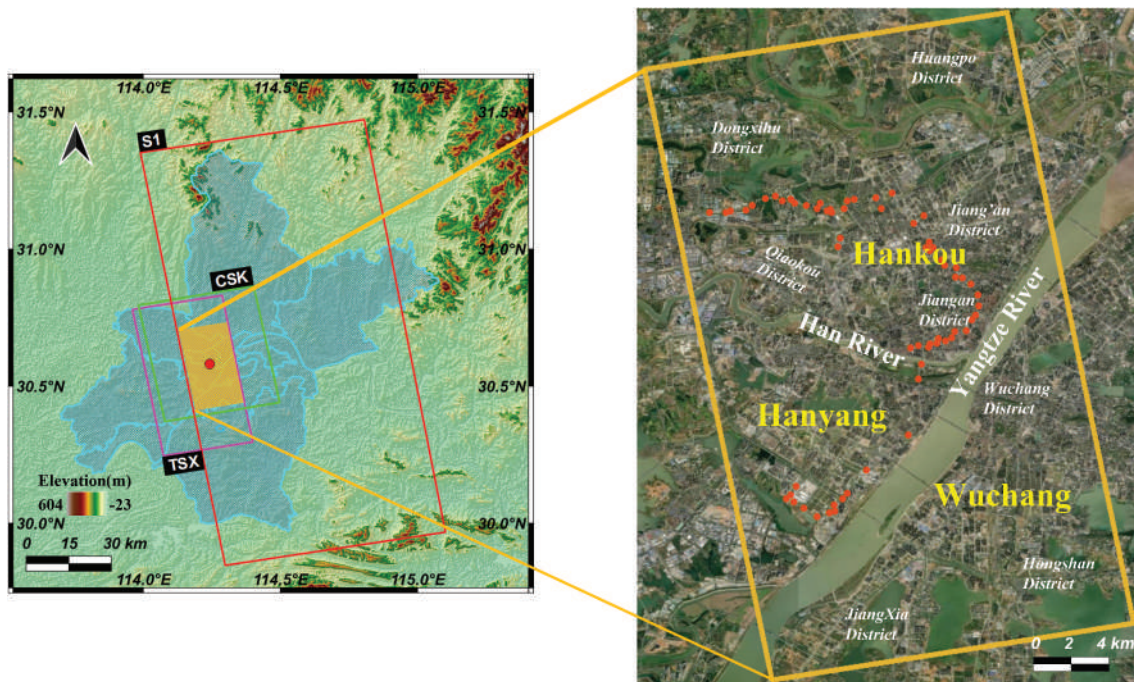 114.0°E 114.5°E 115.0°E
31.5°N
31.5°N
S1
31.0°N
31.0°N
CSK
30.5°N
30.5°N
TSX
Elevation(m)
604
-23
30.0°N
30.0°N
0 15 30 km
114.0°E 114.5°E 115.0°E
Huangpo
District
Dongxihu
District
Jiang'an
District
Hankou
Qiaokou
District
Jiangan
District
Han River
Yangtze River
Wuchang
District
Hanyang
Wuchang
Hongshan
District
JiangXia
District
0 2 4 km